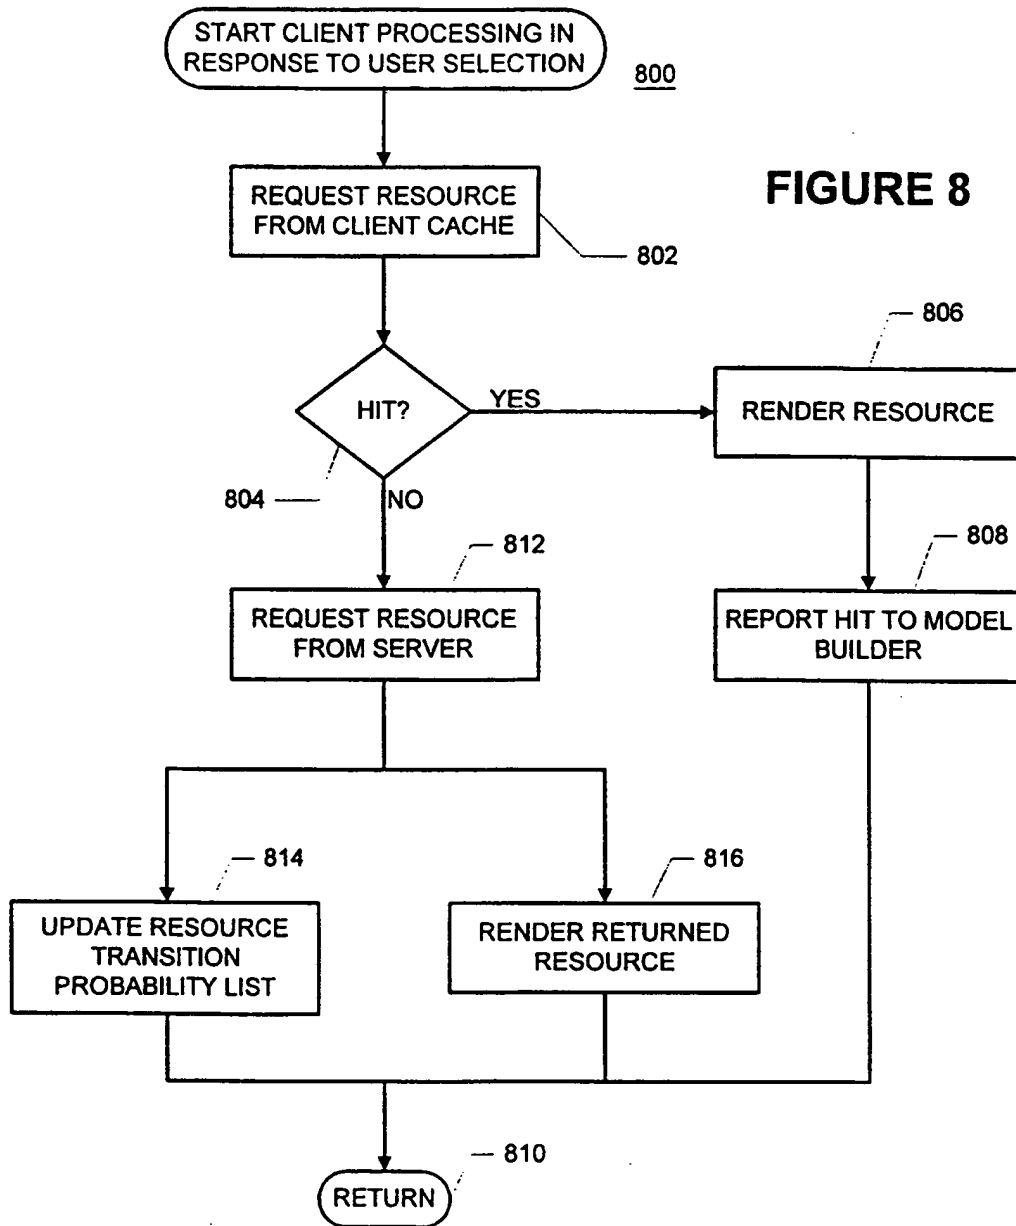 START CLIENT PROCESSING IN
RESPONSE TO USER SELECTION
800
FIGURE 8
REQUEST RESOURCE
FROM CLIENT CACHE
802
806
HIT?
YES
RENDER RESOURCE
804
NO
812
808
REQUEST RESOURCE
FROM SERVER
REPORT HIT TO MODEL
BUILDER
814
816
UPDATE RESOURCE
TRANSITION
PROBABILITY LIST
RENDER RETURNED
RESOURCE
810
RETURN